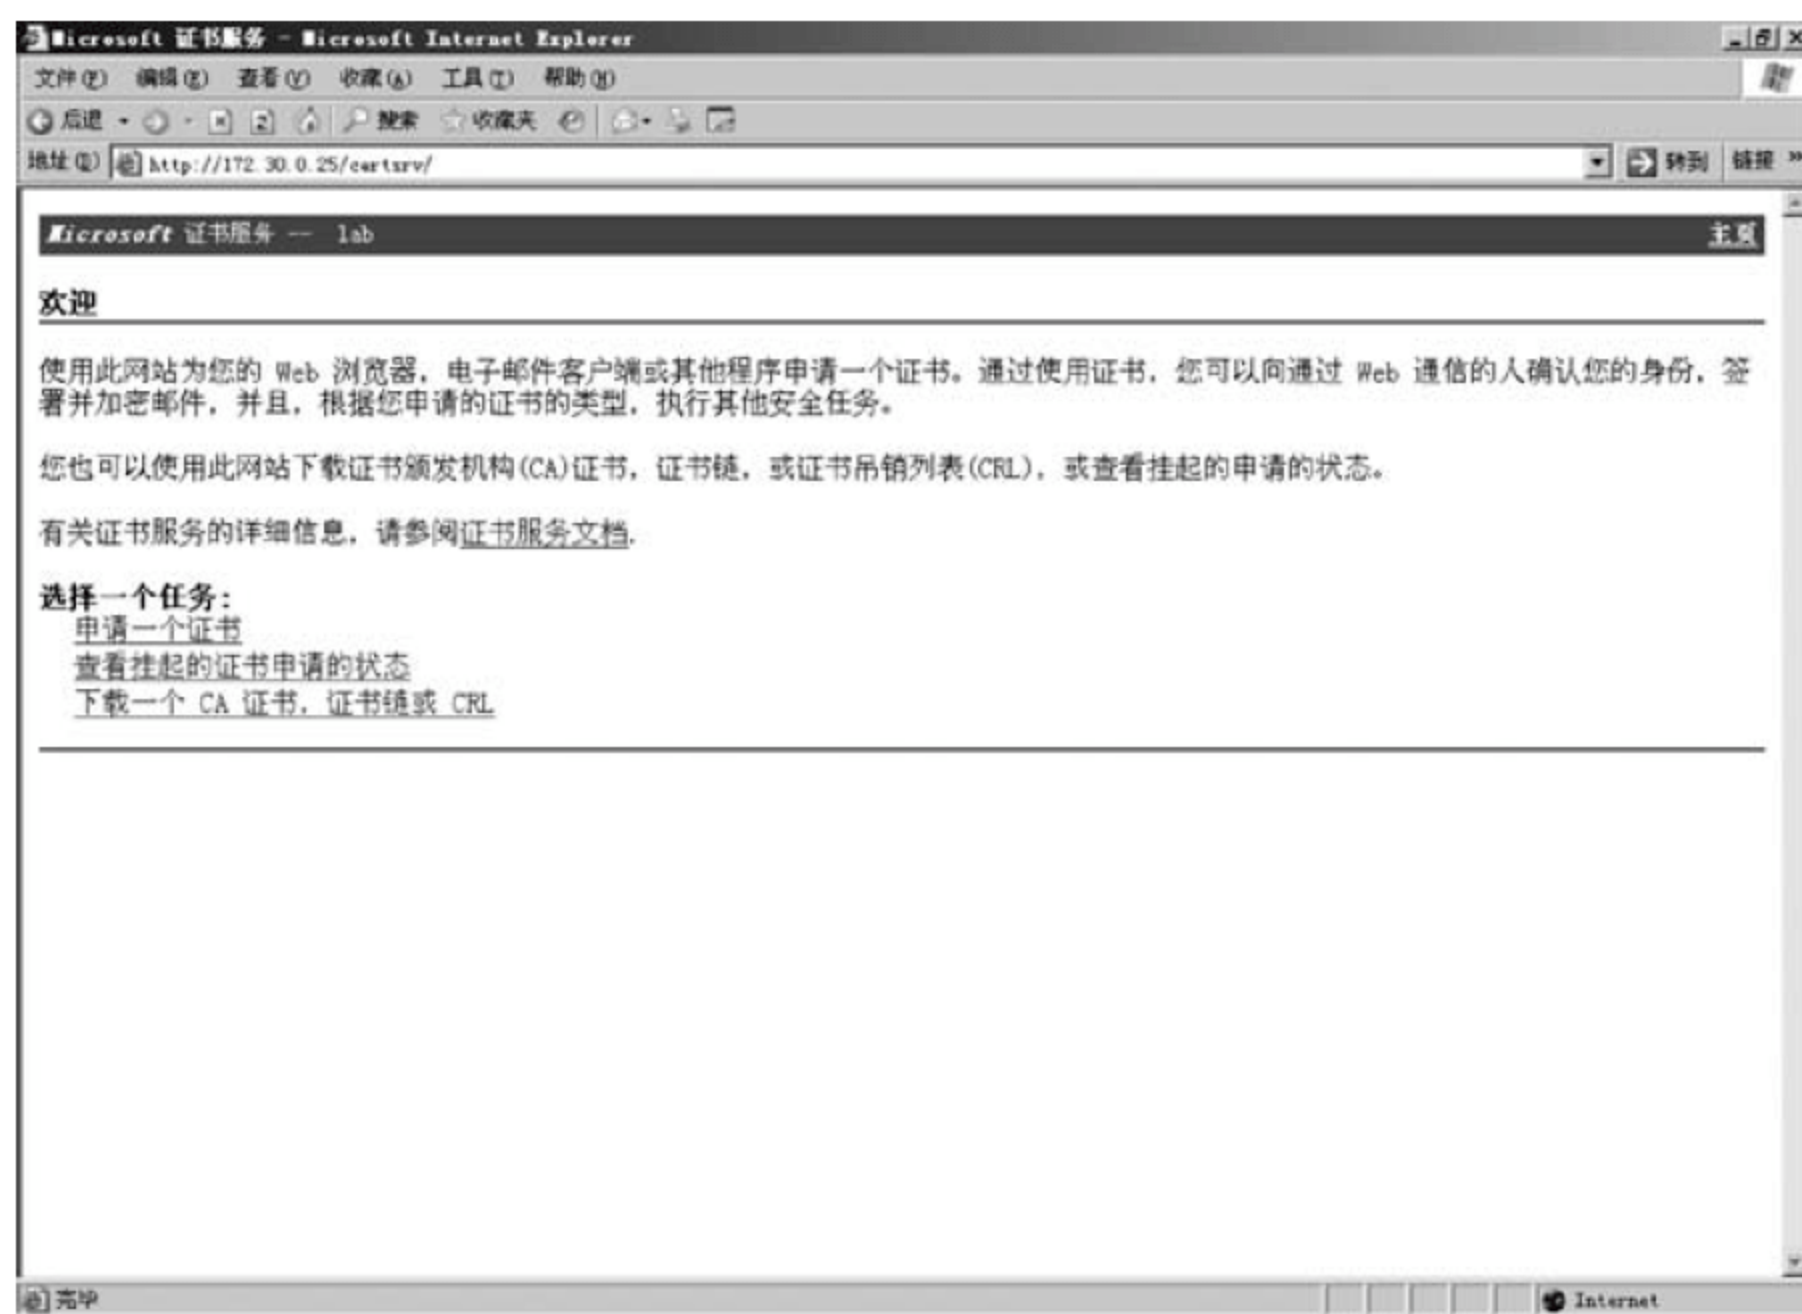 Microsoft 证书服务 - Microsoft Internet Explorer
文件(F) 编辑(E) 查看(V) 收藏(A) 工具(T) 帮助(H)
后退 搜索 收藏夹
地址(D) http://172.30.0.25/certsrv/ 转到 链接 »
Microsoft 证书服务 -- lab 主页
欢迎
使用此网站为您的 Web 浏览器，电子邮件客户端或其他程序申请一个证书。通过使用证书，您可以向通过 Web 通信的人确认您的身份，签
署并加密邮件，并且，根据您申请的证书的类型，执行其他安全任务。
您也可以使用此网站下载证书颁发机构(CA)证书，证书链，或证书吊销列表(CRL)，或查看挂起的申请的状态。
有关证书服务的详细信息，请参阅证书服务文档.
选择一个任务:
申请一个证书
查看挂起的证书申请的状态
下载一个 CA 证书，证书链或 CRL
完毕 Internet